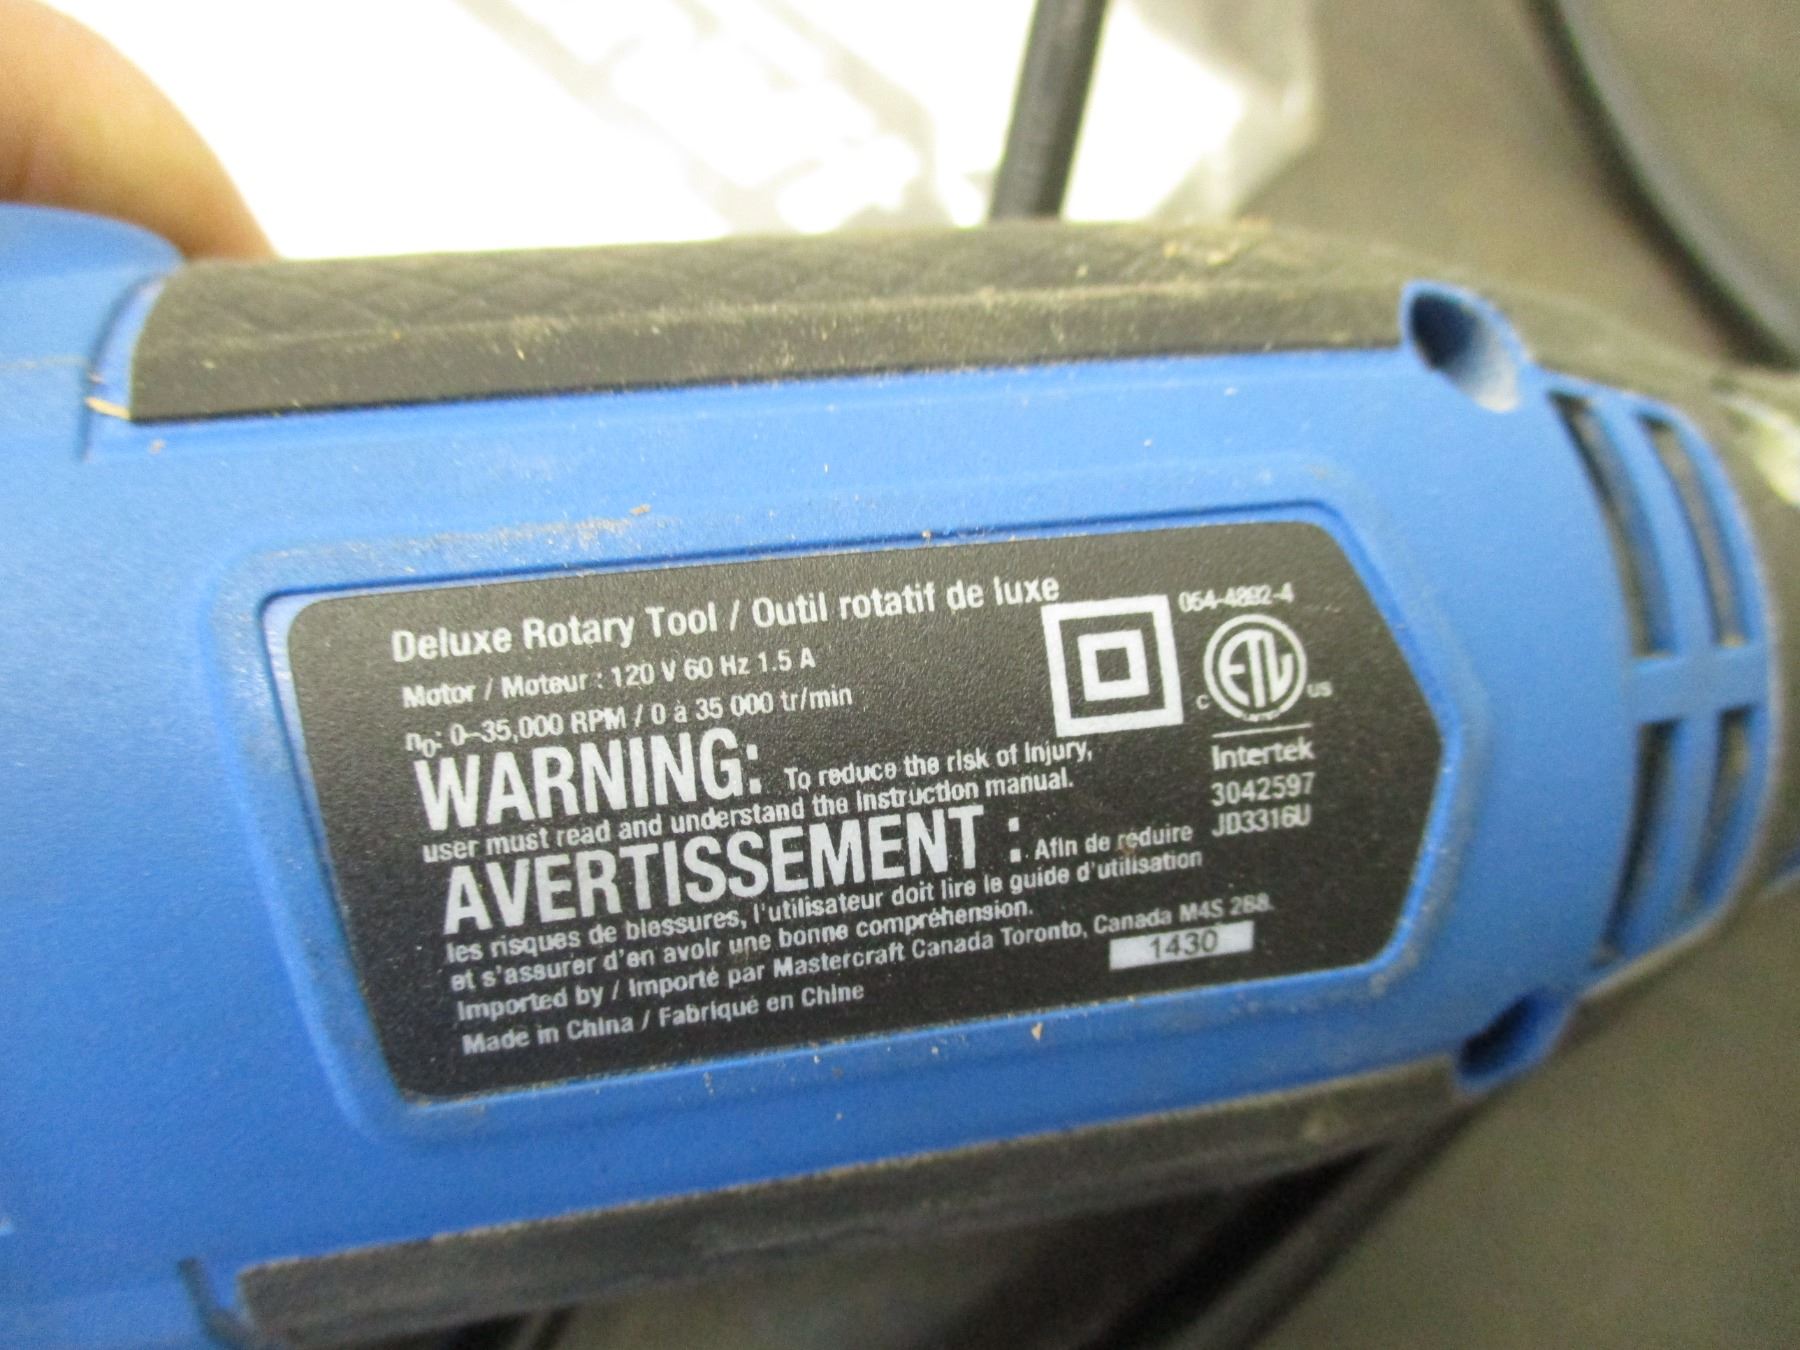 Deluxe Rotary Tool / Outil rotatif de luxe
Motor / Moteur : 120 V 60 Hz 1.5 A
n0: 0–35,000 RPM / 0 à 35 000 tr/min
WARNING: To reduce the risk of injury,
user must read and understand the instruction manual.
AVERTISSEMENT : Afin de réduire
les risques de blessures, l'utilisateur doit lire le guide d'utilisation
et s'assurer d'en avoir une bonne compréhension.
Imported by / Importé par Mastercraft Canada Toronto, Canada M4S 2B8.
Made in China / Fabriqué en Chine
1430
054-4892-4
C ETL US
Intertek
3042597
JD3316U